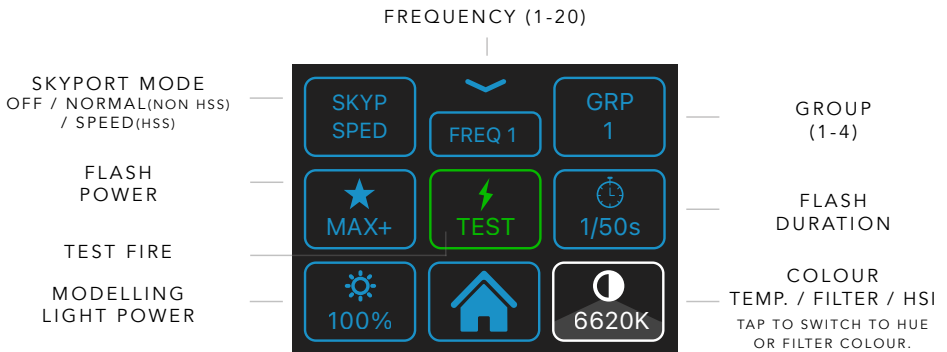 FREQUENCY (1-20)
SKYPORT MODE
OFF / NORMAL(NON HSS)
/ SPEED(HSS)
FLASH
POWER
TEST FIRE
MODELLING
LIGHT POWER
SKYP
SPED
FREQ 1
GRP
1
MAX+
TEST
1/50s
100%
6620K
GROUP
(1-4)
FLASH
DURATION
COLOUR
TEMP. / FILTER / HSI
TAP TO SWITCH TO HUE
OR FILTER COLOUR.